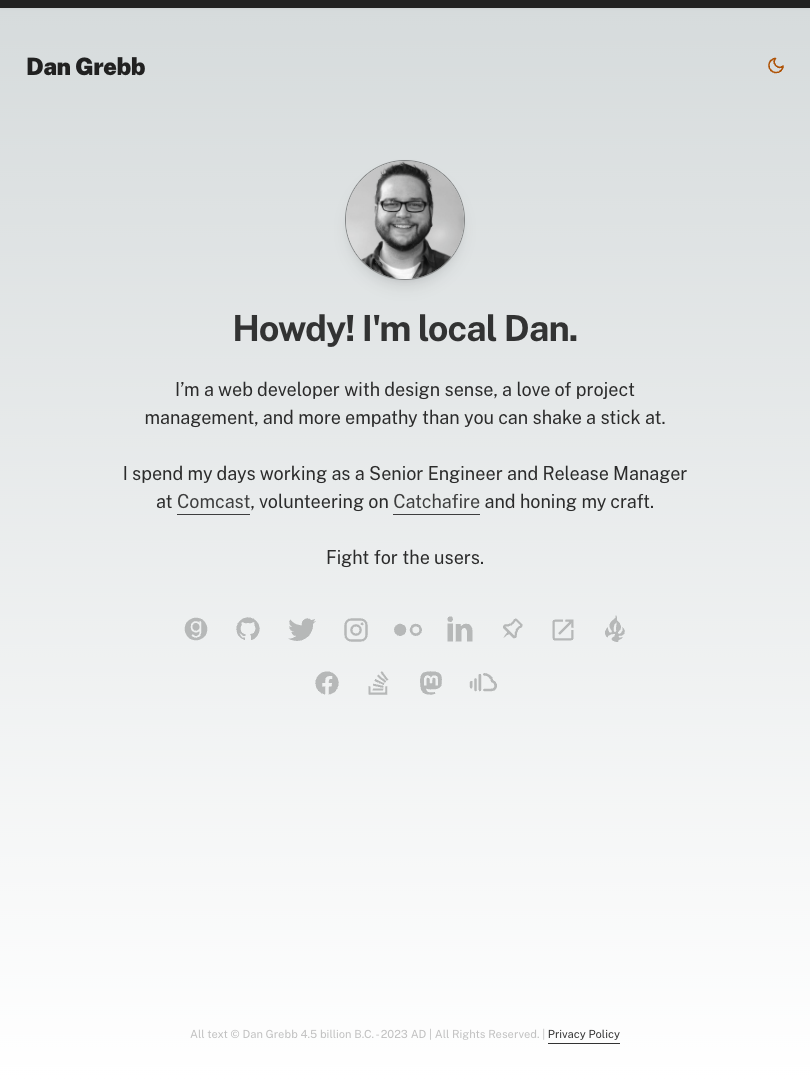 Dan Grebb
Howdy! I'm local Dan.
I’m a web developer with design sense, a love of project
management, and more empathy than you can shake a stick at.
I spend my days working as a Senior Engineer and Release Manager
at Comcast, volunteering on Catchafire and honing my craft.
Fight for the users.
All text © Dan Grebb 4.5 billion B.C. - 2023 AD | All Rights Reserved. | Privacy Policy